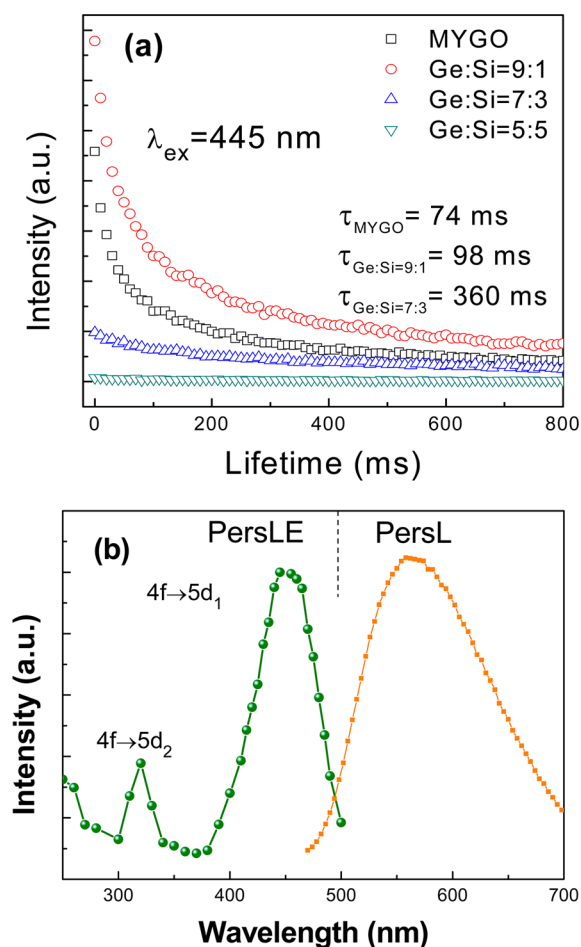 (a)
MYGO
Ge:Si=9:1
Ge:Si=7:3
Ge:Si=5:5
λex=445 nm
τMYGO= 74 ms
τGe:Si=9:1= 98 ms
τGe:Si=7:3= 360 ms
Intensity (a.u.)
0 200 400 600 800
Lifetime (ms)
PersLE PersL
(b)
4f→5d1
4f→5d2
Intensity (a.u.)
300 400 500 600 700
Wavelength (nm)